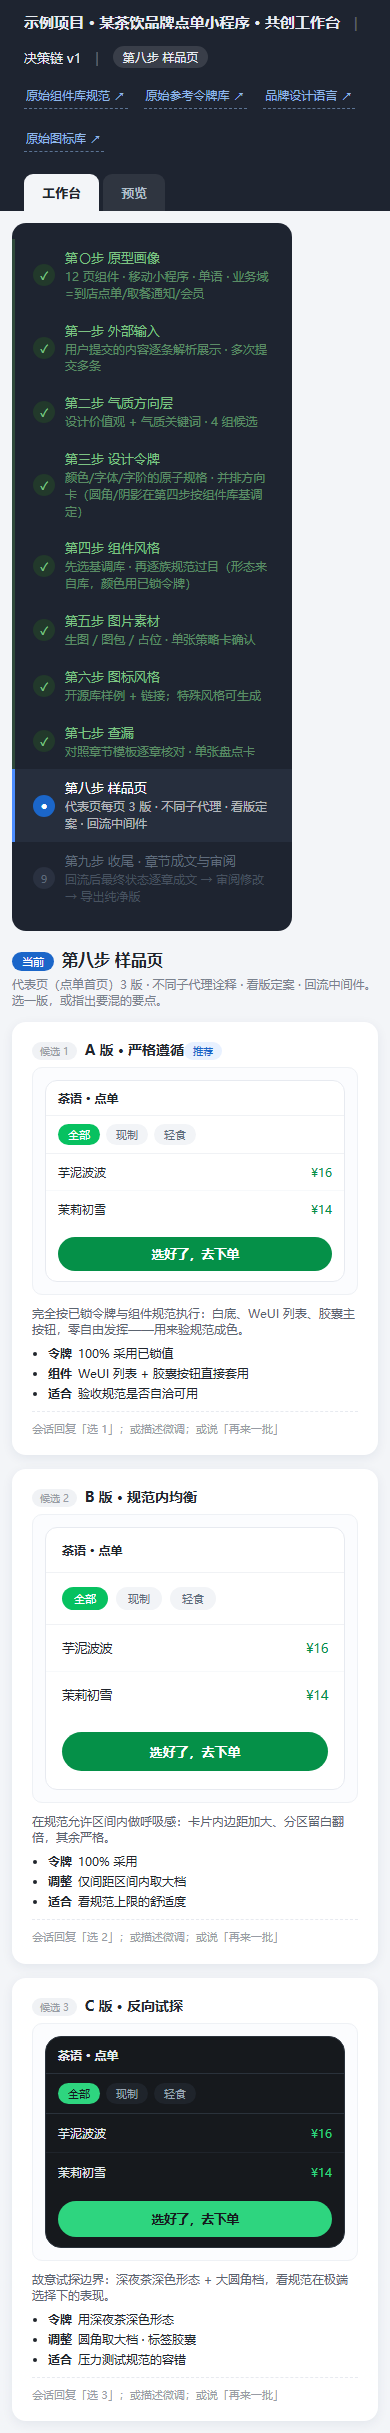 示例项目 · 某茶饮品牌点单小程序 · 共创工作台 |
决策链 v1 | 第八步 样品页
原始组件库规范 ↗ 原始参考令牌库 ↗ 品牌设计语言 ↗
原始图标库 ↗
工作台 预览
✓ 第〇步 原型画像
12 页组件 · 移动小程序 · 单语 · 业务域
=到店点单/取餐通知/会员
✓ 第一步 外部输入
用户提交的内容逐条解析展示 · 多次提
交多条
✓ 第二步 气质方向层
设计价值观 + 气质关键词 · 4 组候选
✓ 第三步 设计令牌
颜色/字体/字阶的原子规格 · 并排方向
卡（圆角/阴影在第四步按组件库基调
定）
✓ 第四步 组件风格
先选基调库 · 再逐族规范过目（形态来
自库，颜色用已锁令牌）
✓ 第五步 图片素材
生图 / 图包 / 占位 · 单张策略卡确认
✓ 第六步 图标风格
开源库样例 + 链接；特殊风格可生成
✓ 第七步 查漏
对照章节模板逐章核对 · 单张盘点卡
● 第八步 样品页
代表页每页 3 版 · 不同子代理 · 看版定
案 · 回流中间件
9 第九步 收尾 · 章节成文与审阅
回流后最终状态逐章成文 → 审阅修改
→ 导出纯净版
当前 第八步 样品页
代表页（点单首页）3 版 · 不同子代理诠释 · 看版定案 · 回流中间件。
选一版，或指出要混的要点。
候选 1 A 版 · 严格遵循 推荐
茶语 · 点单
全部 现制 轻食
芋泥波波 ¥16
茉莉初雪 ¥14
选好了，去下单
完全按已锁令牌与组件规范执行：白底、WeUI 列表、胶囊主
按钮，零自由发挥——用来验规范成色。
• 令牌 100% 采用已锁值
• 组件 WeUI 列表 + 胶囊按钮直接套用
• 适合 验收规范是否自洽可用
会话回复「选 1」；或描述微调；或说「再来一批」
候选 2 B 版 · 规范内均衡
茶语 · 点单
全部 现制 轻食
芋泥波波 ¥16
茉莉初雪 ¥14
选好了，去下单
在规范允许区间内做呼吸感：卡片内边距加大、分区留白翻
倍，其余严格。
• 令牌 100% 采用
• 调整 仅间距区间内取大档
• 适合 看规范上限的舒适度
会话回复「选 2」；或描述微调；或说「再来一批」
候选 3 C 版 · 反向试探
茶语 · 点单
全部 现制 轻食
芋泥波波 ¥16
茉莉初雪 ¥14
选好了，去下单
故意试探边界：深夜茶深色形态 + 大圆角档，看规范在极端
选择下的表现。
• 令牌 用深夜茶深色形态
• 调整 圆角取大档 · 标签胶囊
• 适合 压力测试规范的容错
会话回复「选 3」；或描述微调；或说「再来一批」